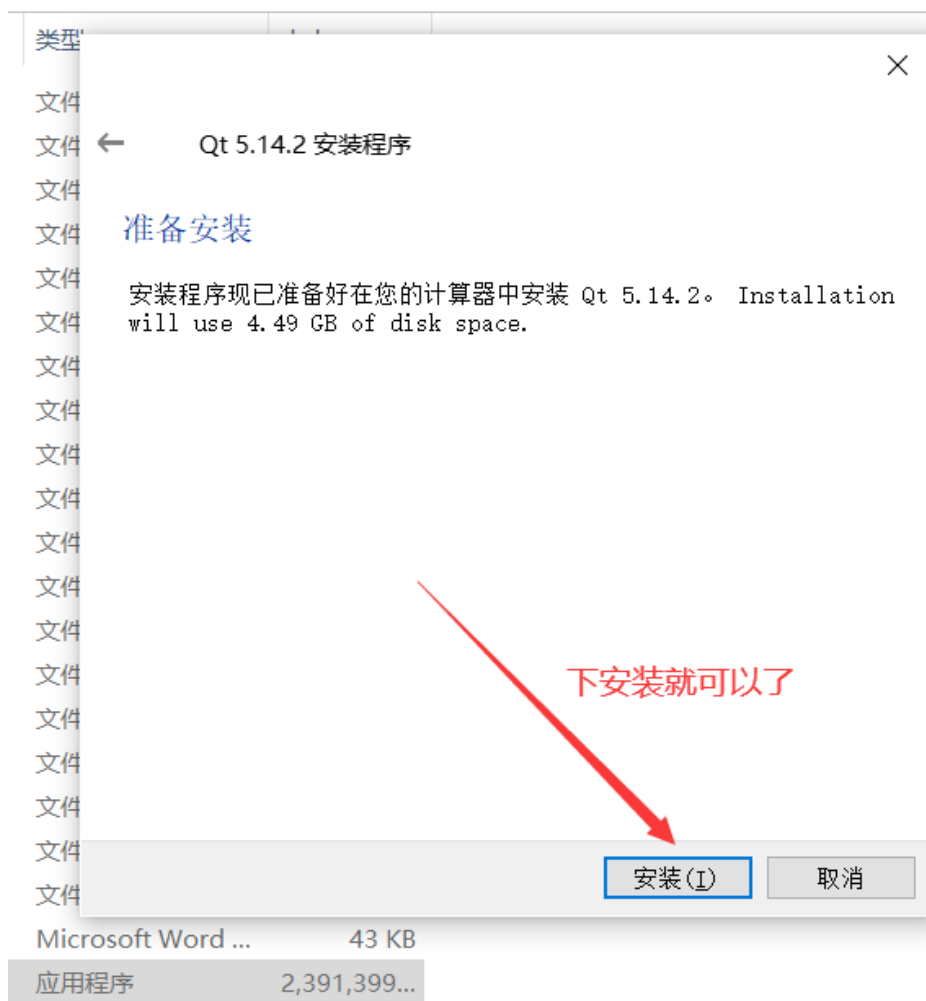 类型
文件
文件
Qt 5.14.2 安装程序
文件
文件
准备安装
文件
安装程序现已准备好在您的计算器中安装 Qt 5.14.2。 Installation
文件
will use 4.49 GB of disk space.
文件
文件
文件
文件
文件
文件
文件
文件
下安装就可以了
文件
文件
文件
文件
文件
安装(I)
取消
文件
Microsoft Word ...
43 KB
应用程序
2,391,399...